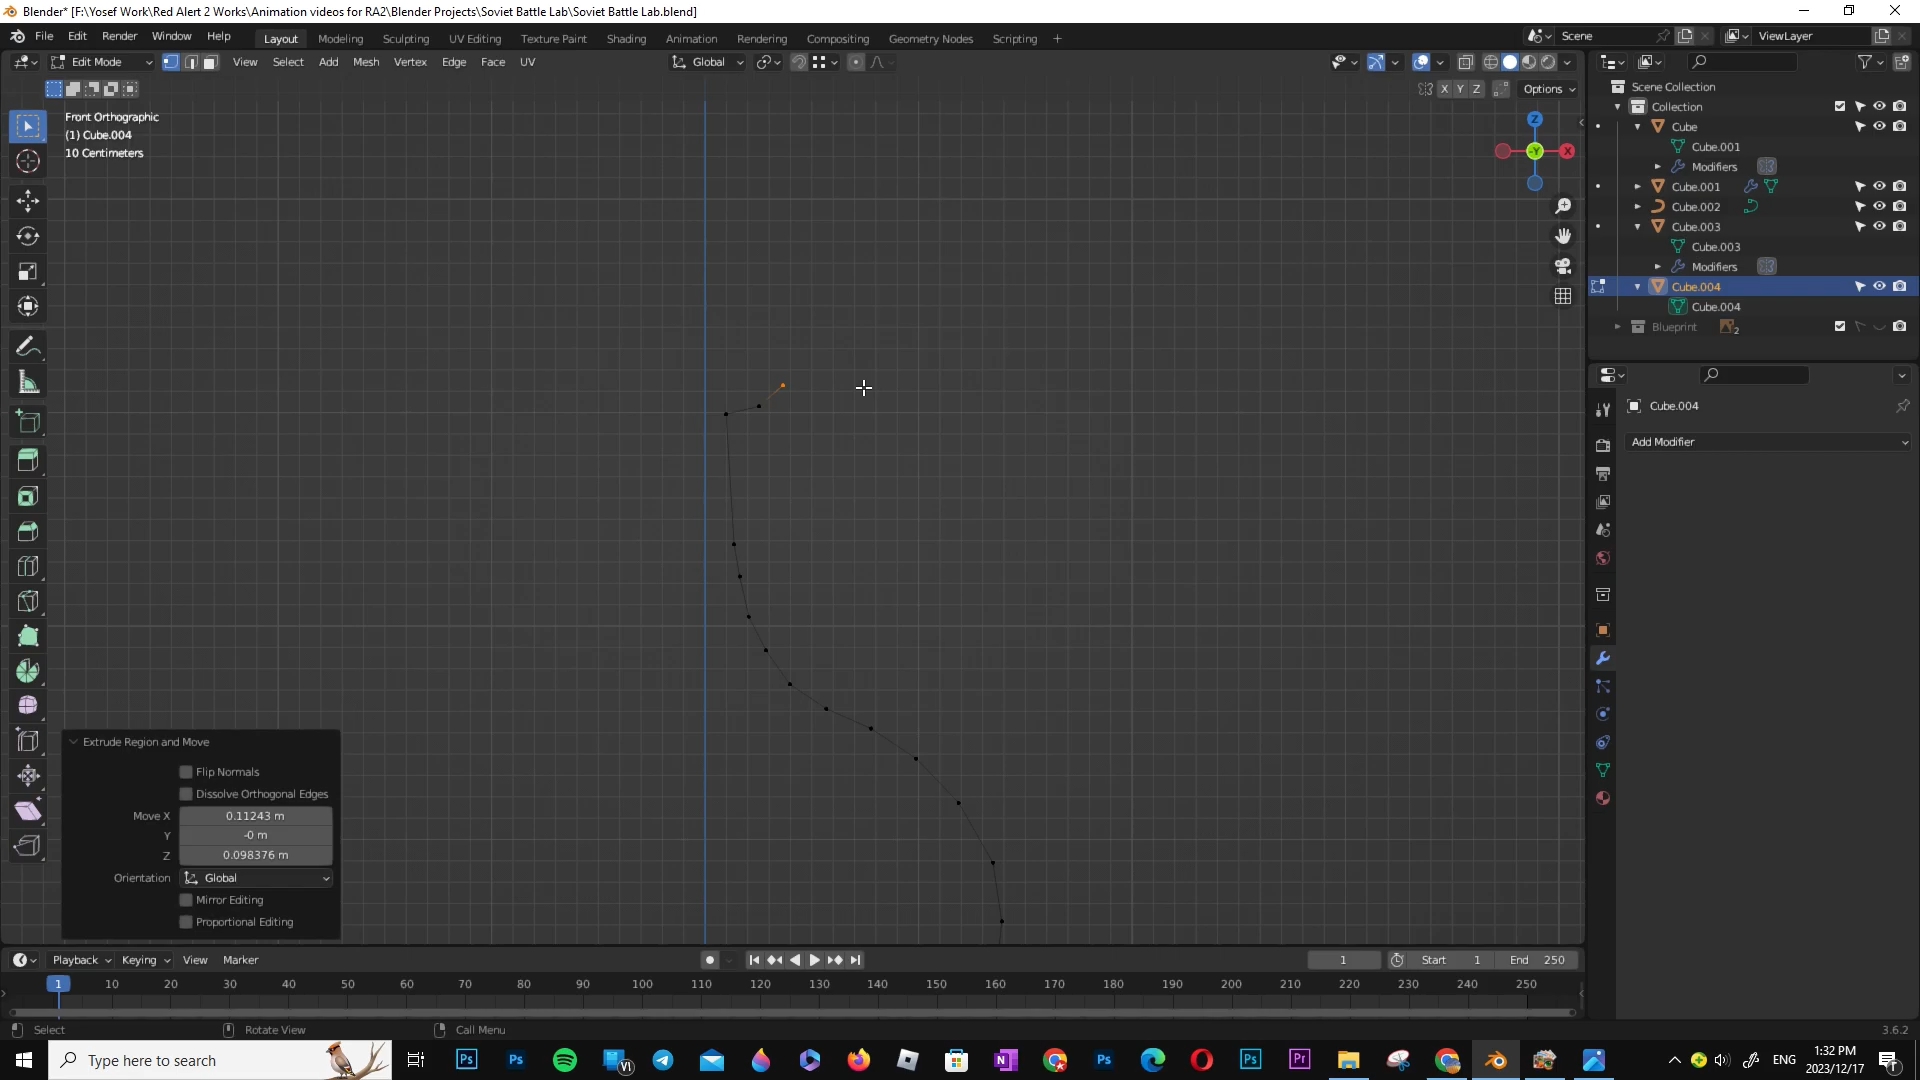 Blender* [F:\Yosef Work\Red Alert 2 Works\Animation videos for RA2\Blender Projects\Soviet Battle Lab\Soviet Battle Lab.blend]
File Edit Render Window Help Layout Modeling Sculpting UV Editing Texture Paint Shading Animation Rendering Compositing Geometry Nodes Scripting + Scene ViewLayer
Edit Mode View Select Add Mesh Vertex Edge Face UV Global
X Y Z Options
Front Orthographic
(1) Cube.004
10 Centimeters
Z
-Y
X
Scene Collection
Collection
Cube
Cube.001
Modifiers
Cube.001
Cube.002
Cube.003
Cube.003
Modifiers
Cube.004
Cube.004
Blueprint 2
Cube.004
Add Modifier
Extrude Region and Move
Flip Normals
Dissolve Orthogonal Edges
Move X 0.11243 m
Y -0 m
Z 0.098376 m
Orientation Global
Mirror Editing
Proportional Editing
Playback Keying View Marker 1 Start 1 End 250
1 10 20 30 40 50 60 70 80 90 100 110 120 130 140 150 160 170 180 190 200 210 220 230 240 250
Select Rotate View Call Menu 3.6.2
Type here to search
ENG
1:32 PM
2023/12/17